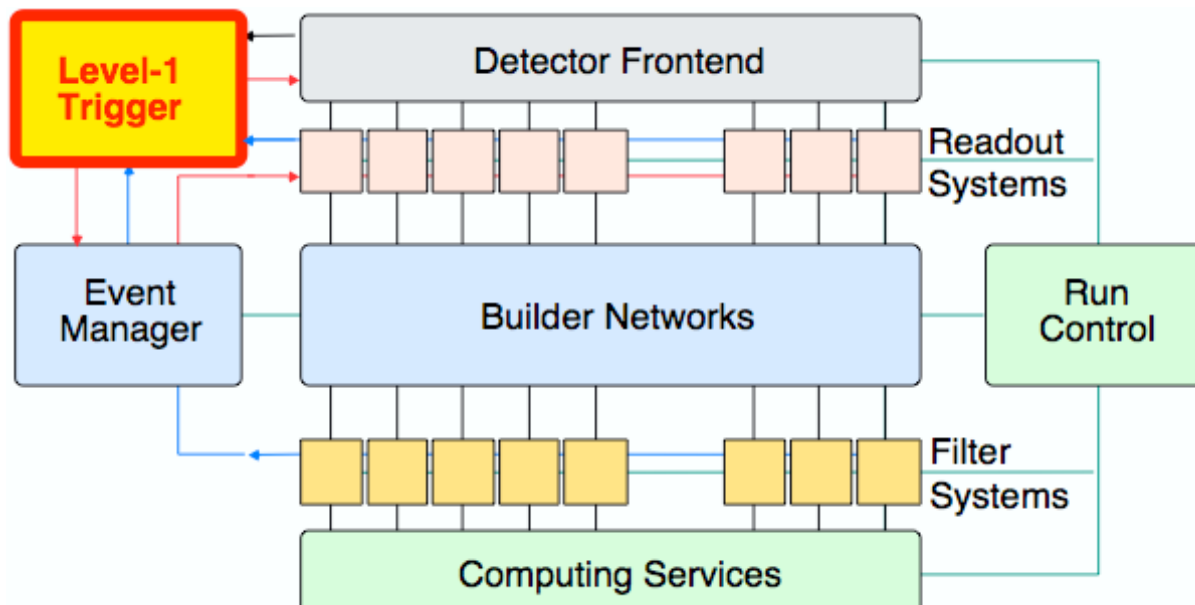 Level-1
Trigger
Detector Frontend
Readout
Systems
Event
Manager
Builder Networks
Run
Control
Filter
Systems
Computing Services